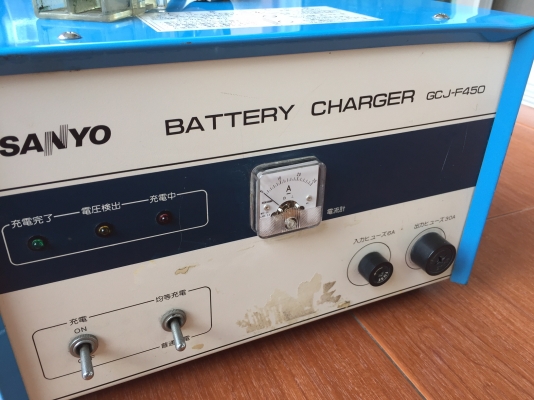 SANYO
BATTERY CHARGER GCJ-F450
充電完了 電圧検出 充電中
A
電流計
入力ヒューズ6A 出力ヒューズ30A
充電 均等充電
ON